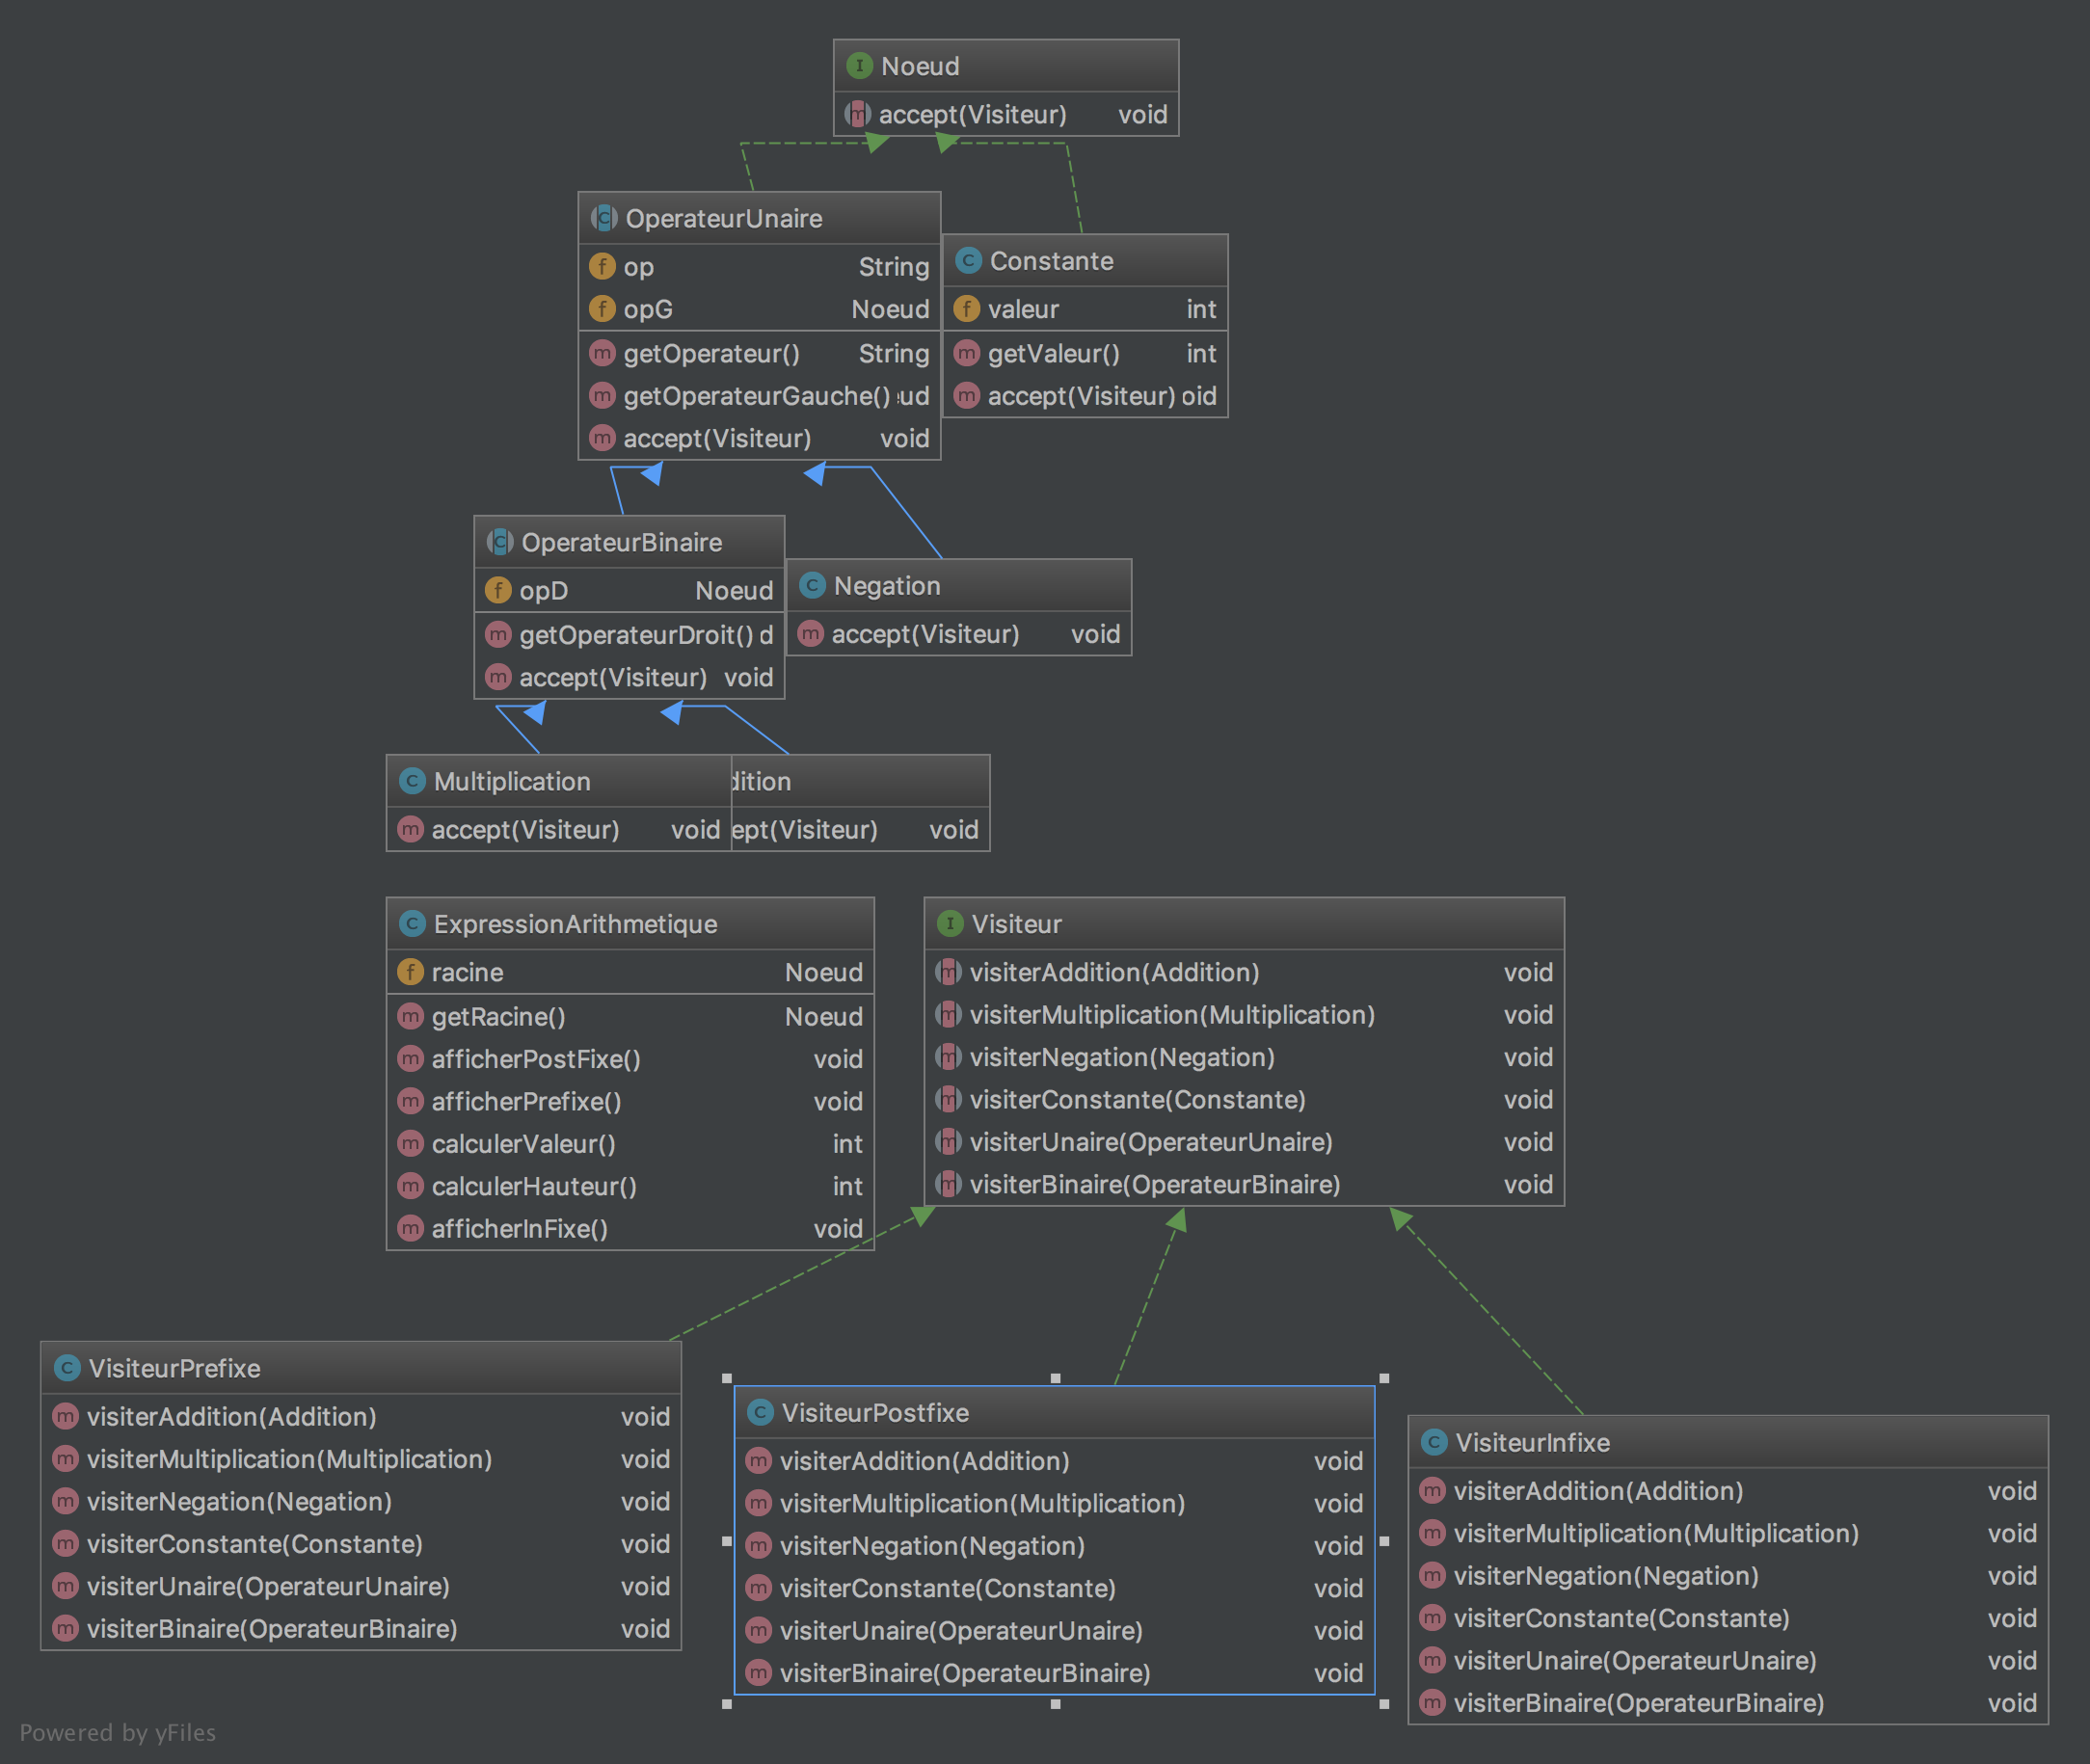 Noeud
accept(Visiteur) void
OperateurUnaire
op String
opG Noeud
getOperateur() String
getOperateurGauche() ud
accept(Visiteur) void
Constante
valeur int
getValeur() int
accept(Visiteur) oid
OperateurBinaire
opD Noeud
getOperateurDroit() d
accept(Visiteur) void
Negation
accept(Visiteur) void
Multiplication
accept(Visiteur) void
dition
ept(Visiteur) void
ExpressionArithmetique
racine Noeud
getRacine() Noeud
afficherPostFixe() void
afficherPrefixe() void
calculerValeur() int
calculerHauteur() int
afficherInFixe() void
Visiteur
visiterAddition(Addition) void
visiterMultiplication(Multiplication) void
visiterNegation(Negation) void
visiterConstante(Constante) void
visiterUnaire(OperateurUnaire) void
visiterBinaire(OperateurBinaire) void
VisiteurPrefixe
visiterAddition(Addition) void
visiterMultiplication(Multiplication) void
visiterNegation(Negation) void
visiterConstante(Constante) void
visiterUnaire(OperateurUnaire) void
visiterBinaire(OperateurBinaire) void
VisiteurPostfixe
visiterAddition(Addition) void
visiterMultiplication(Multiplication) void
visiterNegation(Negation) void
visiterConstante(Constante) void
visiterUnaire(OperateurUnaire) void
visiterBinaire(OperateurBinaire) void
VisiteurInfixe
visiterAddition(Addition) void
visiterMultiplication(Multiplication) void
visiterNegation(Negation) void
visiterConstante(Constante) void
visiterUnaire(OperateurUnaire) void
visiterBinaire(OperateurBinaire) void
Powered by yFiles